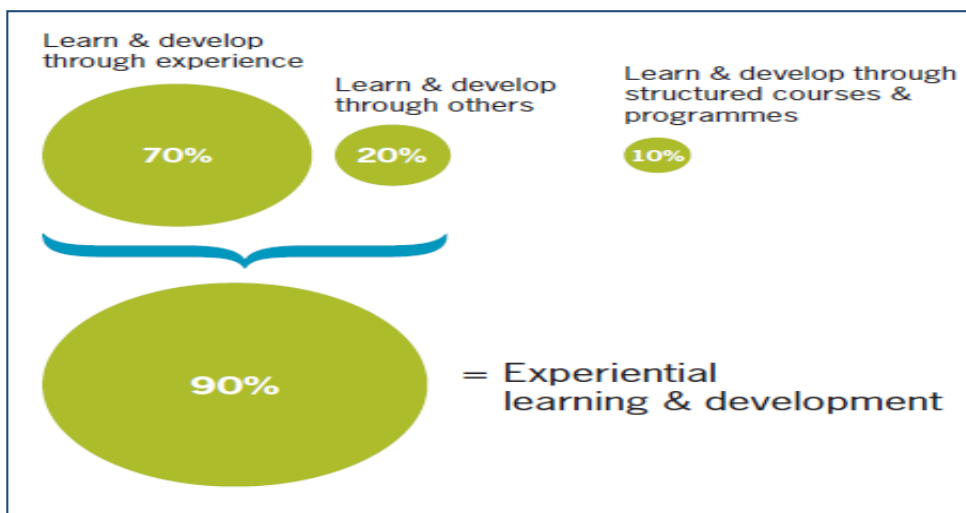 Learn & develop
through experience
Learn & develop
through others
Learn & develop through
structured courses &
programmes
70%
20%
10%
90%
= Experiential
learning & development